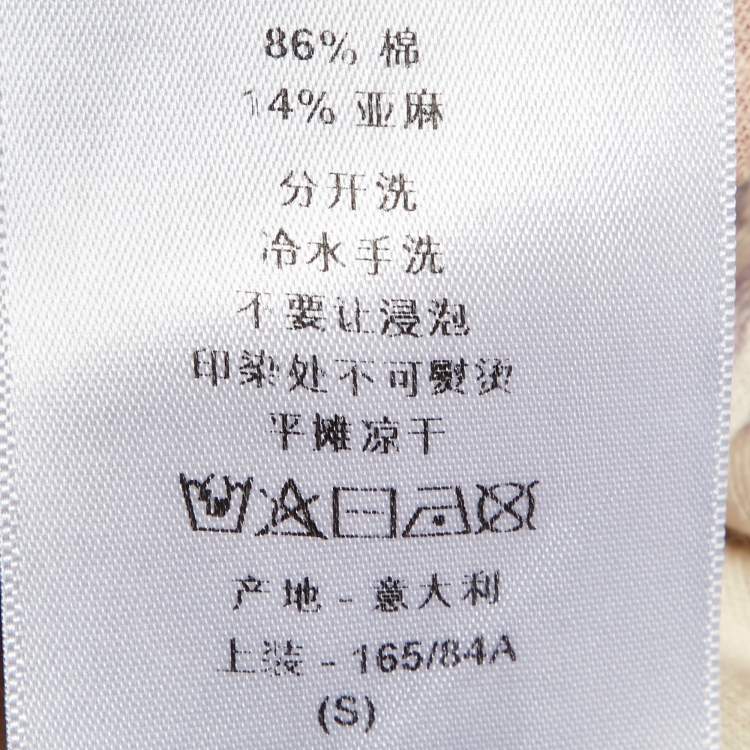 86% 棉
14% 亚麻
分开洗
冷水手洗
不要让浸泡
印染处不可熨烫
平摊凉干
产地 - 意大利
上装 - 165/84A
(S)